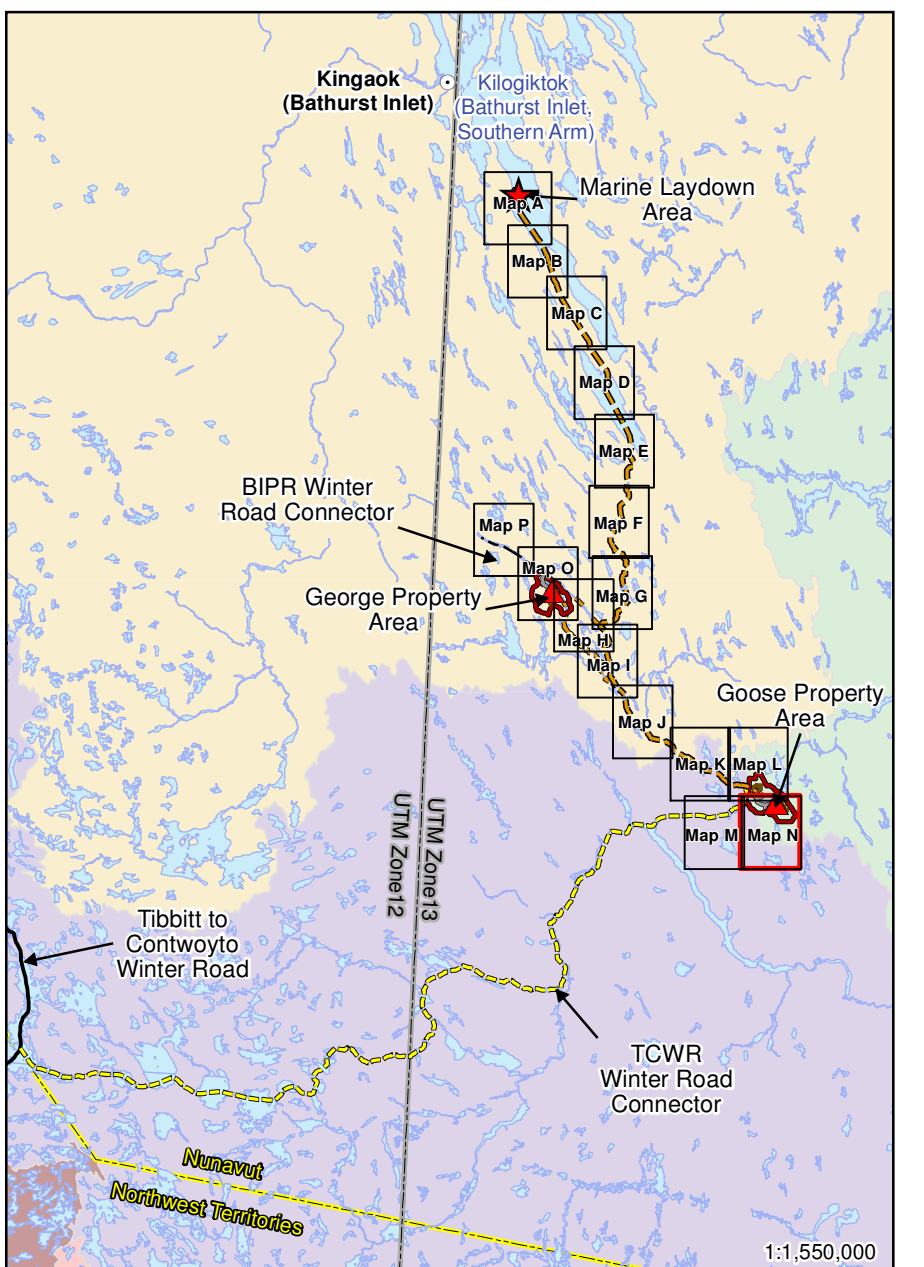 Kingaok
(Bathurst Inlet)
Kilogiktok
(Bathurst Inlet,
Southern Arm)
Marine Laydown
Area
Map A
Map B
Map C
Map D
Map E
BIPR Winter
Road Connector
Map P
Map F
Map O
George Property
Area
Map G
Map H
Map I
Goose Property
Area
Map J
Map K
Map L
Map M
Map N
UTM Zone12
UTM Zone13
Tibbitt to
Contwoyto
Winter Road
TCWR
Winter Road
Connector
Nunavut
Northwest Territories
1:1,550,000